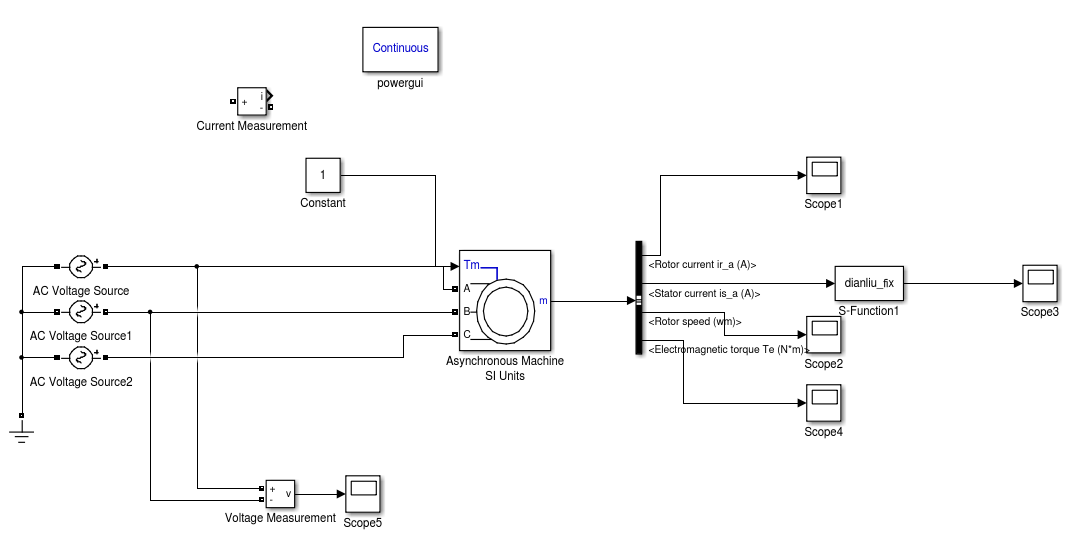 Continuous
powergui
i
+
-
Current Measurement
1
Constant
Scope1
+
AC Voltage Source
+
AC Voltage Source1
+
AC Voltage Source2
Tm
A
B
C
m
Asynchronous Machine
SI Units
<Rotor current ir_a (A)>
<Stator current is_a (A)>
<Rotor speed (wm)>
<Electromagnetic torque Te (N*m)>
dianliu_fix
S-Function1
Scope3
Scope2
Scope4
+
-
v
Voltage Measurement
Scope5